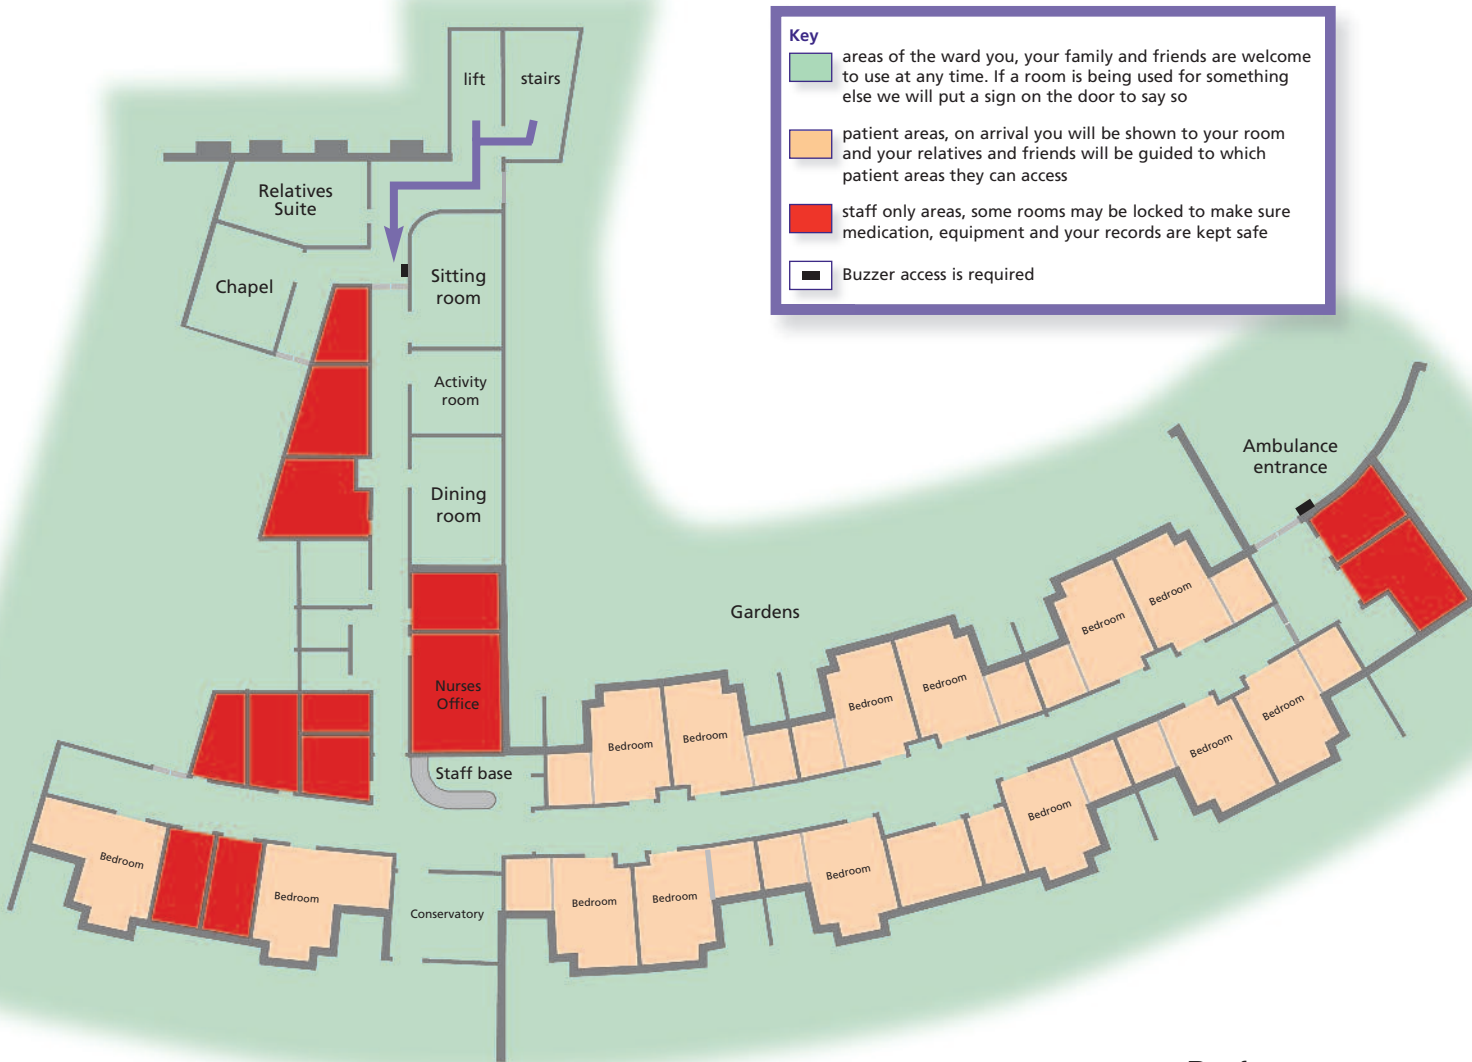 Key
areas of the ward you, your family and friends are welcome
to use at any time. If a room is being used for something
else we will put a sign on the door to say so
patient areas, on arrival you will be shown to your room
and your relatives and friends will be guided to which
patient areas they can access
staff only areas, some rooms may be locked to make sure
medication, equipment and your records are kept safe
Buzzer access is required
lift
stairs
Relatives
Suite
Chapel
Sitting
room
Activity
room
Dining
room
Ambulance
entrance
Gardens
Nurses
Office
Staff base
Bedroom
Bedroom
Bedroom
Bedroom
Bedroom
Bedroom
Bedroom
Bedroom
Conservatory
Bedroom
Bedroom
Bedroom
Bedroom
Bedroom
Bedroom